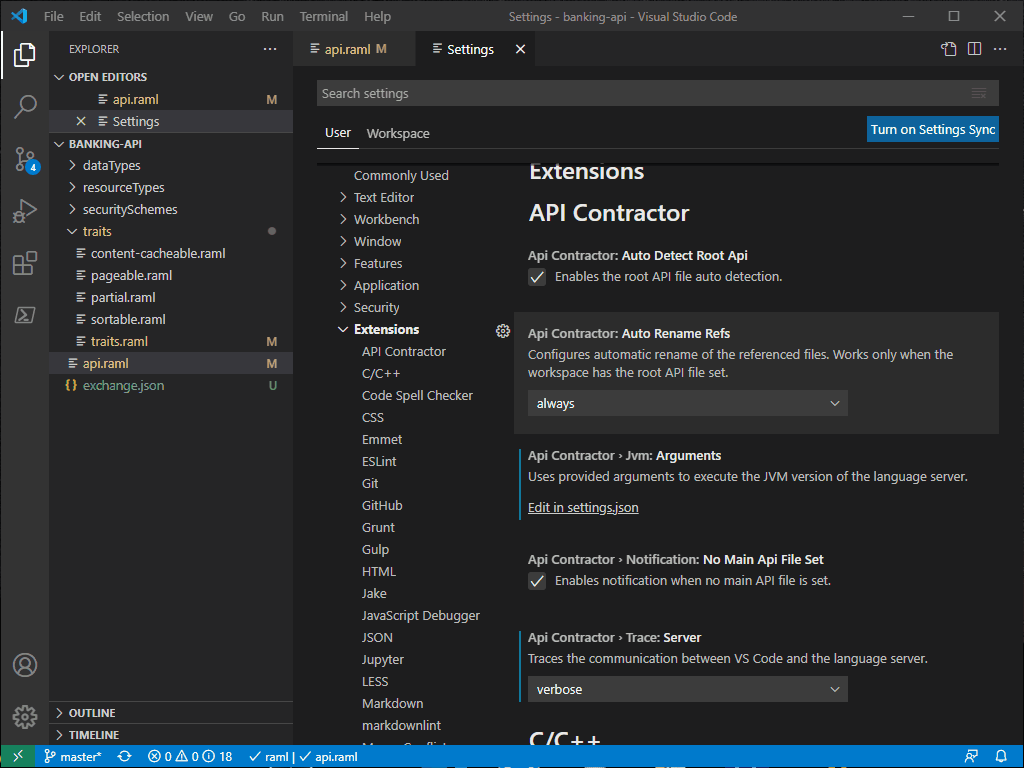 File Edit Selection View Go Run Terminal Help Settings - banking-api - Visual Studio Code
EXPLORER
OPEN EDITORS
api.raml M
Settings
BANKING-API
dataTypes
resourceTypes
securitySchemes
traits
content-cacheable.raml
pageable.raml
partial.raml
sortable.raml
traits.raml M
api.raml M
{} exchange.json U
OUTLINE
TIMELINE
4
api.raml M Settings
Search settings
User Workspace
Turn on Settings Sync
Commonly Used
Text Editor
Workbench
Window
Features
Application
Security
Extensions
API Contractor
C/C++
Code Spell Checker
CSS
Emmet
ESLint
Git
GitHub
Grunt
Gulp
HTML
Jake
JavaScript Debugger
JSON
Jupyter
LESS
Markdown
markdownlint
Extensions
API Contractor
Api Contractor: Auto Detect Root Api
Enables the root API file auto detection.
Api Contractor: Auto Rename Refs
Configures automatic rename of the referenced files. Works only when the
workspace has the root API file set.
always
Api Contractor › Jvm: Arguments
Uses provided arguments to execute the JVM version of the language server.
Edit in settings.json
Api Contractor › Notification: No Main Api File Set
Enables notification when no main API file is set.
Api Contractor › Trace: Server
Traces the communication between VS Code and the language server.
verbose
C/C++
master* 0 0 18 raml | api.raml